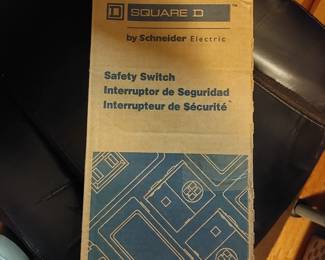 SQUARE D
by Schneider Electric
Safety Switch
Interruptor de Seguridad
Interrupteur de Sécurité